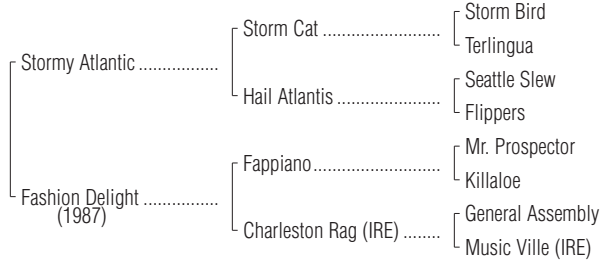 Storm Bird
Storm Cat ..........................
Terlingua
Stormy Atlantic .................
Seattle Slew
Hail Atlantis .......................
Flippers
Mr. Prospector
Fappiano............................
Killaloe
Fashion Delight ................
(1987)
General Assembly
Charleston Rag (IRE) ........
Music Ville (IRE)